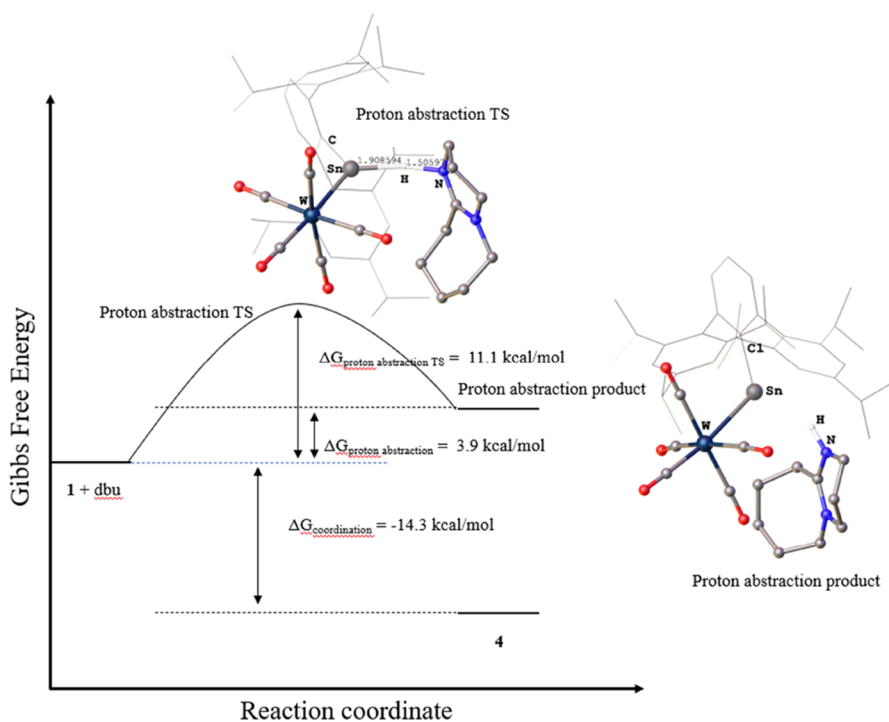 Proton abstraction TS
C
Sn
1.908594
1.50597
H
N
W
Proton abstraction TS
ΔGproton abstraction TS = 11.1 kcal/mol
Proton abstraction product
ΔGproton abstraction = 3.9 kcal/mol
1 + dbu
ΔGcoordination = -14.3 kcal/mol
4
Cl
Sn
H
N
W
Proton abstraction product
Gibbs Free Energy
Reaction coordinate